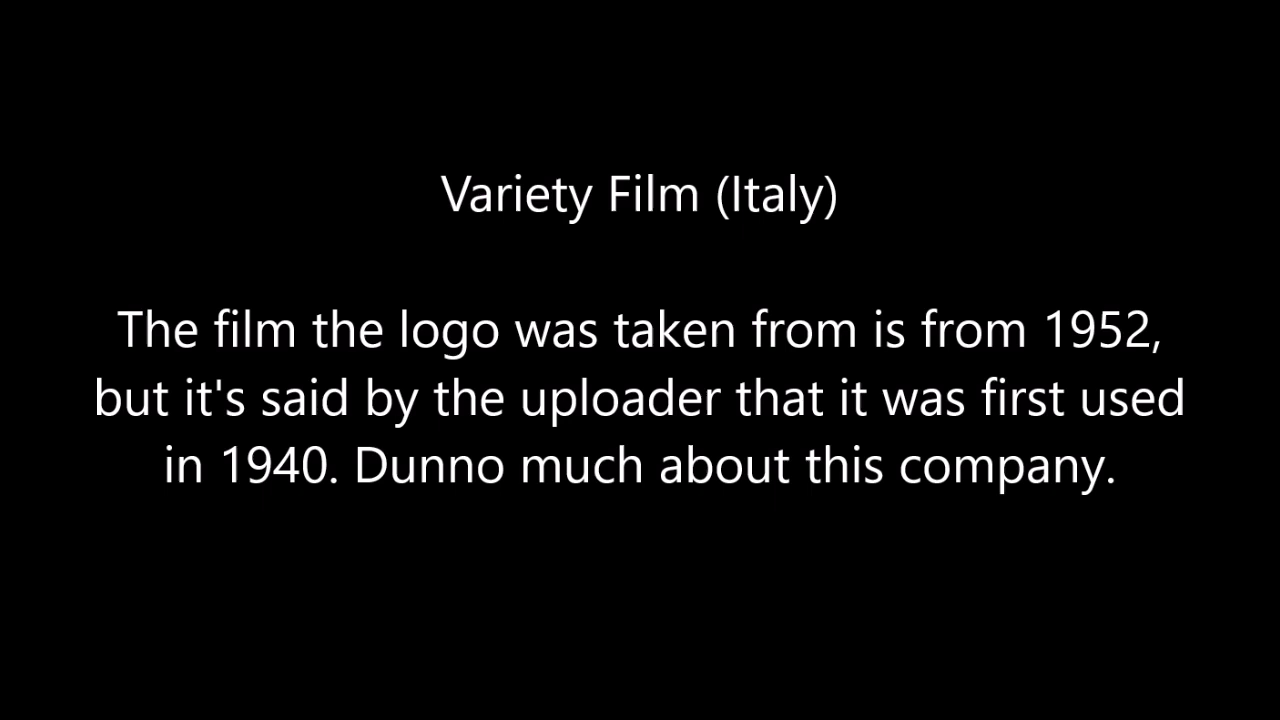 Variety Film (Italy)
The film the logo was taken from is from 1952,
but it's said by the uploader that it was first used
in 1940. Dunno much about this company.